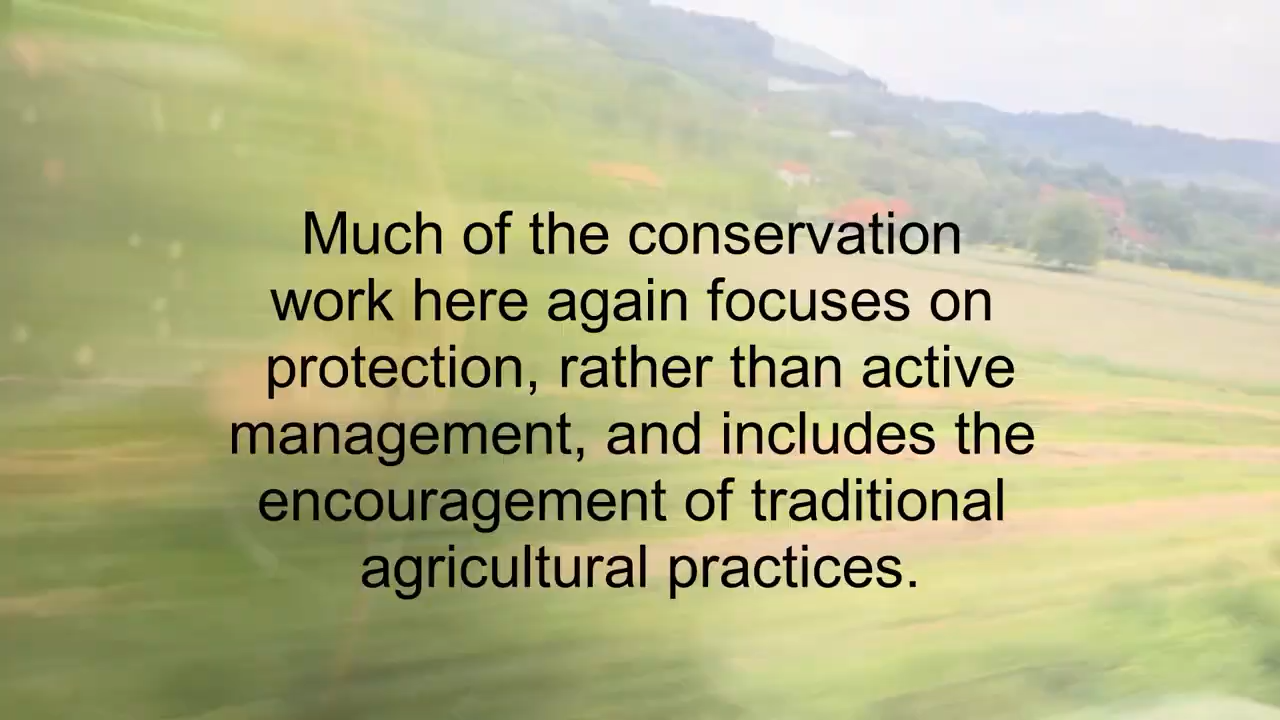 Much of the conservation
work here again focuses on
protection, rather than active
management, and includes the
encouragement of traditional
agricultural practices.